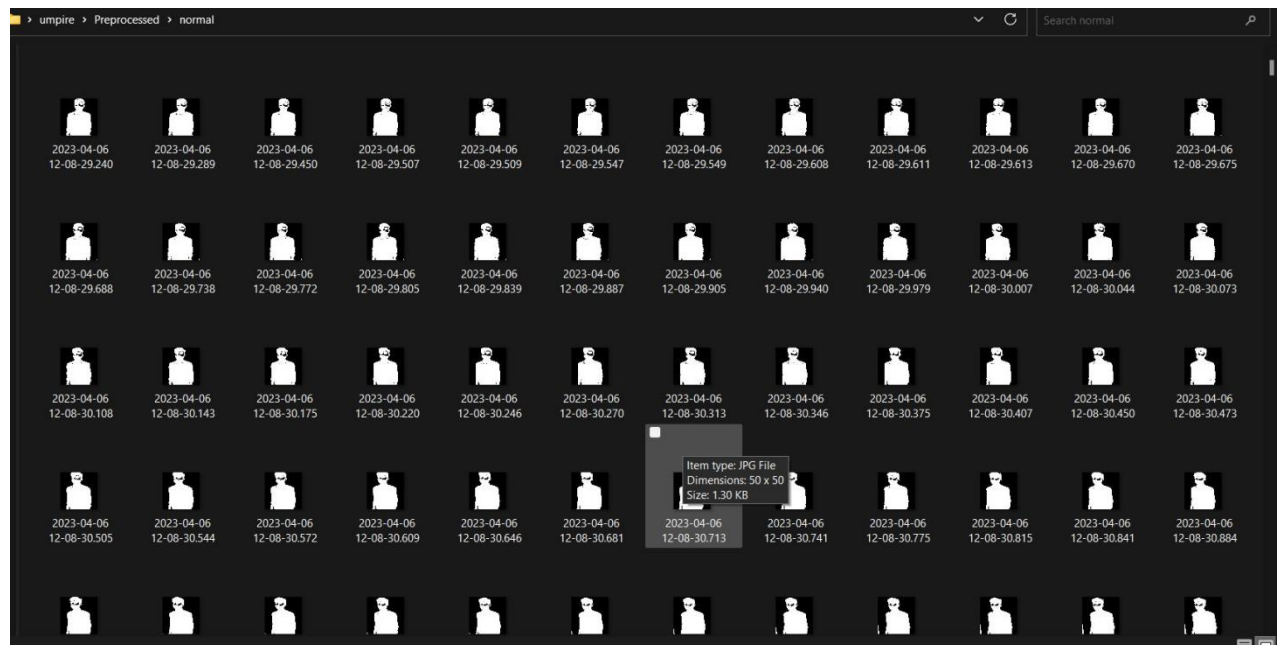 umpire > Preprocessed > normal
Search normal
2023-04-06 2023-04-06 2023-04-06 2023-04-06 2023-04-06 2023-04-06 2023-04-06 2023-04-06 2023-04-06 2023-04-06 2023-04-06 2023-04-06
12-08-29.240 12-08-29.289 12-08-29.450 12-08-29.507 12-08-29.509 12-08-29.547 12-08-29.549 12-08-29.608 12-08-29.611 12-08-29.613 12-08-29.670 12-08-29.675
2023-04-06 2023-04-06 2023-04-06 2023-04-06 2023-04-06 2023-04-06 2023-04-06 2023-04-06 2023-04-06 2023-04-06 2023-04-06 2023-04-06
12-08-29.688 12-08-29.738 12-08-29.772 12-08-29.805 12-08-29.839 12-08-29.887 12-08-29.905 12-08-29.940 12-08-29.979 12-08-30.007 12-08-30.044 12-08-30.073
2023-04-06 2023-04-06 2023-04-06 2023-04-06 2023-04-06 2023-04-06 2023-04-06 2023-04-06 2023-04-06 2023-04-06 2023-04-06 2023-04-06
12-08-30.108 12-08-30.143 12-08-30.175 12-08-30.220 12-08-30.246 12-08-30.270 12-08-30.313 12-08-30.346 12-08-30.375 12-08-30.407 12-08-30.450 12-08-30.473
Item type: JPG File
Dimensions: 50 x 50
Size: 1.30 KB
2023-04-06 2023-04-06 2023-04-06 2023-04-06 2023-04-06 2023-04-06 2023-04-06 2023-04-06 2023-04-06 2023-04-06 2023-04-06 2023-04-06
12-08-30.505 12-08-30.544 12-08-30.572 12-08-30.609 12-08-30.646 12-08-30.681 12-08-30.713 12-08-30.741 12-08-30.775 12-08-30.815 12-08-30.841 12-08-30.884